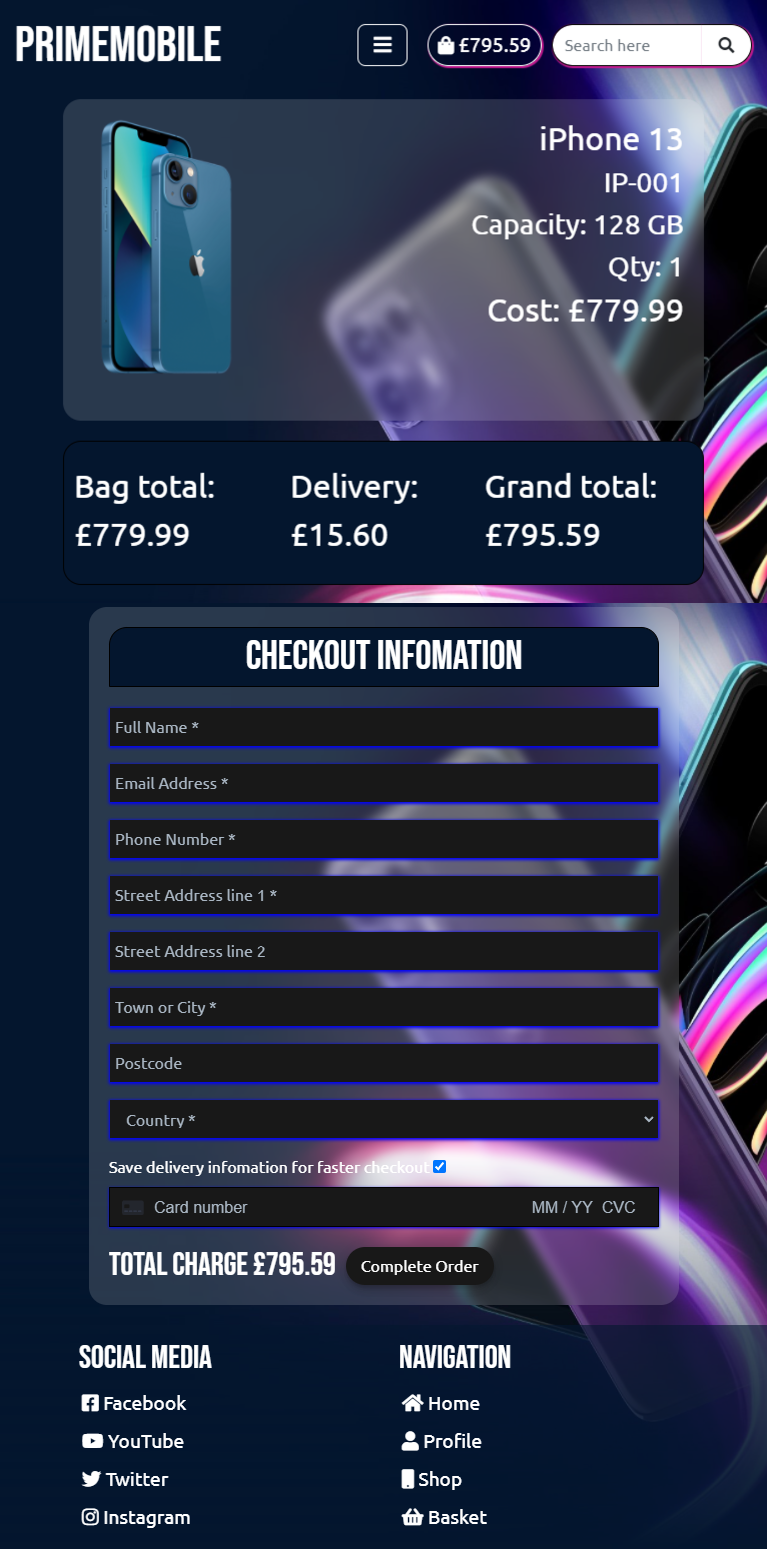 PRIMEMOBILE
£795.59
Search here
iPhone 13
IP-001
Capacity: 128 GB
Qty: 1
Cost: £779.99
Bag total:
£779.99
Delivery:
£15.60
Grand total:
£795.59
CHECKOUT INFOMATION
Full Name *
Email Address *
Phone Number *
Street Address line 1 *
Street Address line 2
Town or City *
Postcode
Country *
Save delivery infomation for faster checkout
Card number MM / YY CVC
TOTAL CHARGE £795.59 Complete Order
SOCIAL MEDIA
Facebook
YouTube
Twitter
Instagram
NAVIGATION
Home
Profile
Shop
Basket